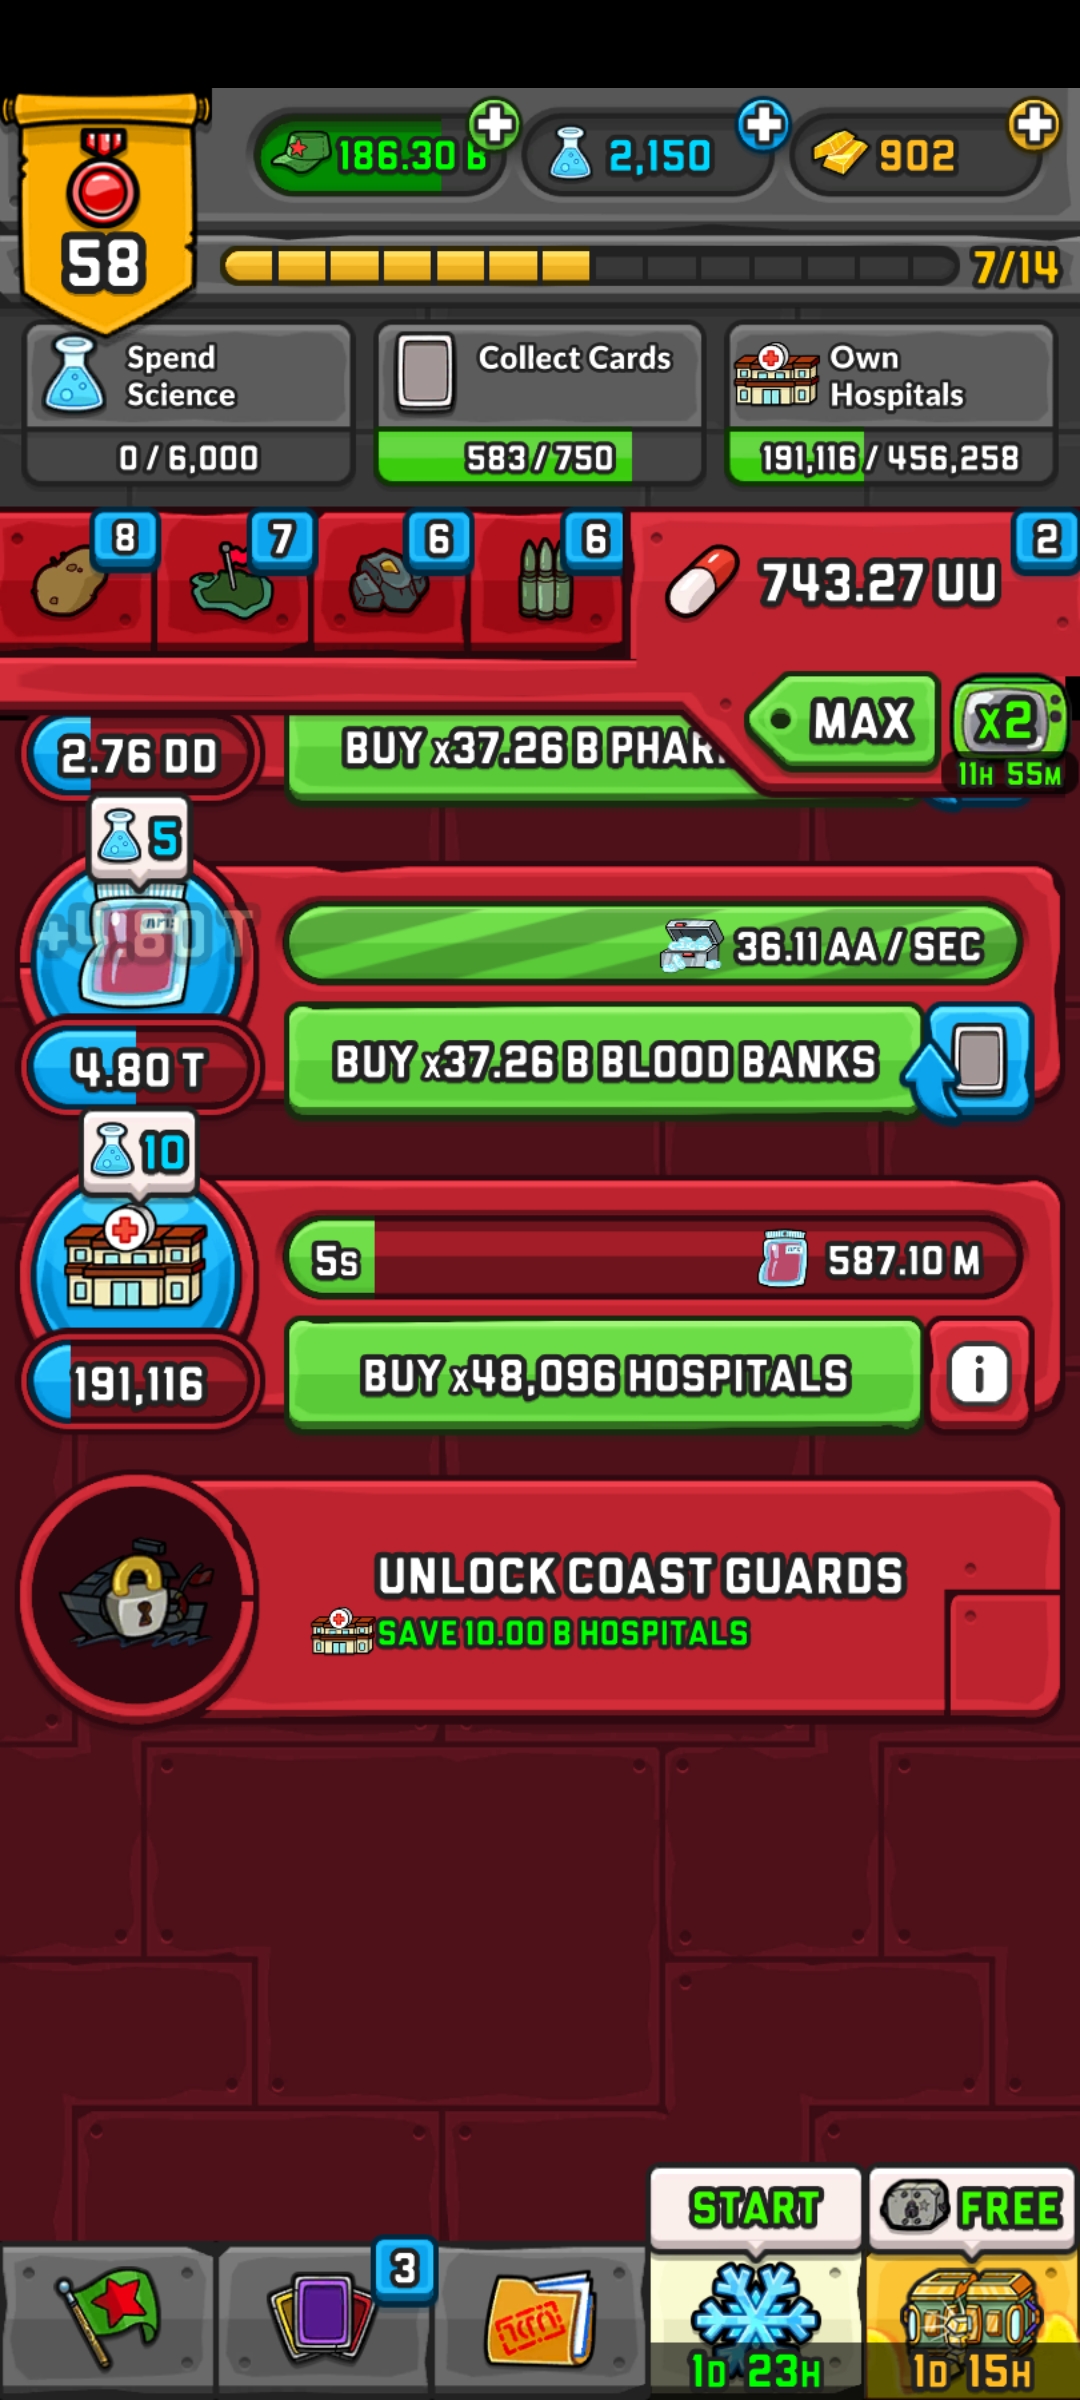 58
186.30 B
2,150
902
7/14
Spend
Science
0 / 6,000
Collect Cards
583 / 750
Own
Hospitals
191,116 / 456,258
8
7
6
6
2
743.27 UU
MAX
x2
11H 55M
2.76 DD
BUY x37.26 B
5
+4.80 T
36.11 AA / SEC
4.80 T
BUY x37.26 B BLOOD BANKS
10
5s
587.10 M
191,116
BUY x48,096 HOSPITALS
i
UNLOCK COAST GUARDS
SAVE 10.00 B HOSPITALS
START
FREE
3
1D 23H
1D 15H